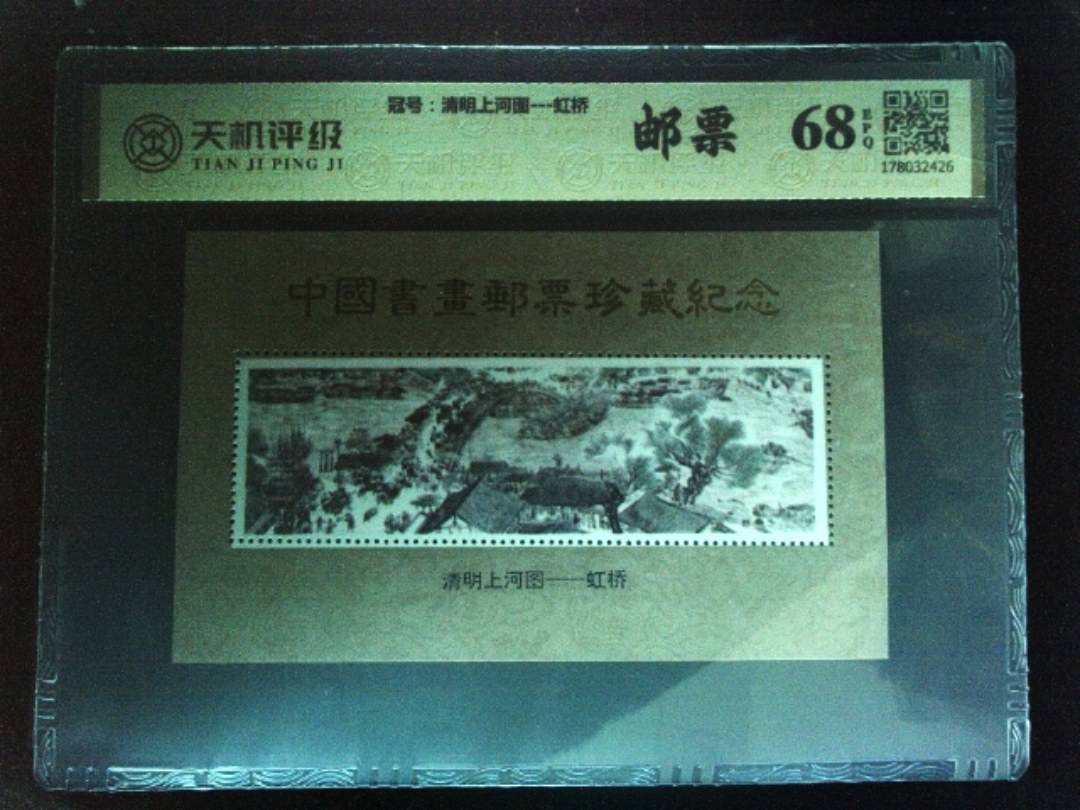 冠号：清明上河图---虹桥
天机评级
TIAN JI PING JI
邮票
68
EPQ
178032426
中國書畫郵票珍藏紀念
清明上河图——虹桥